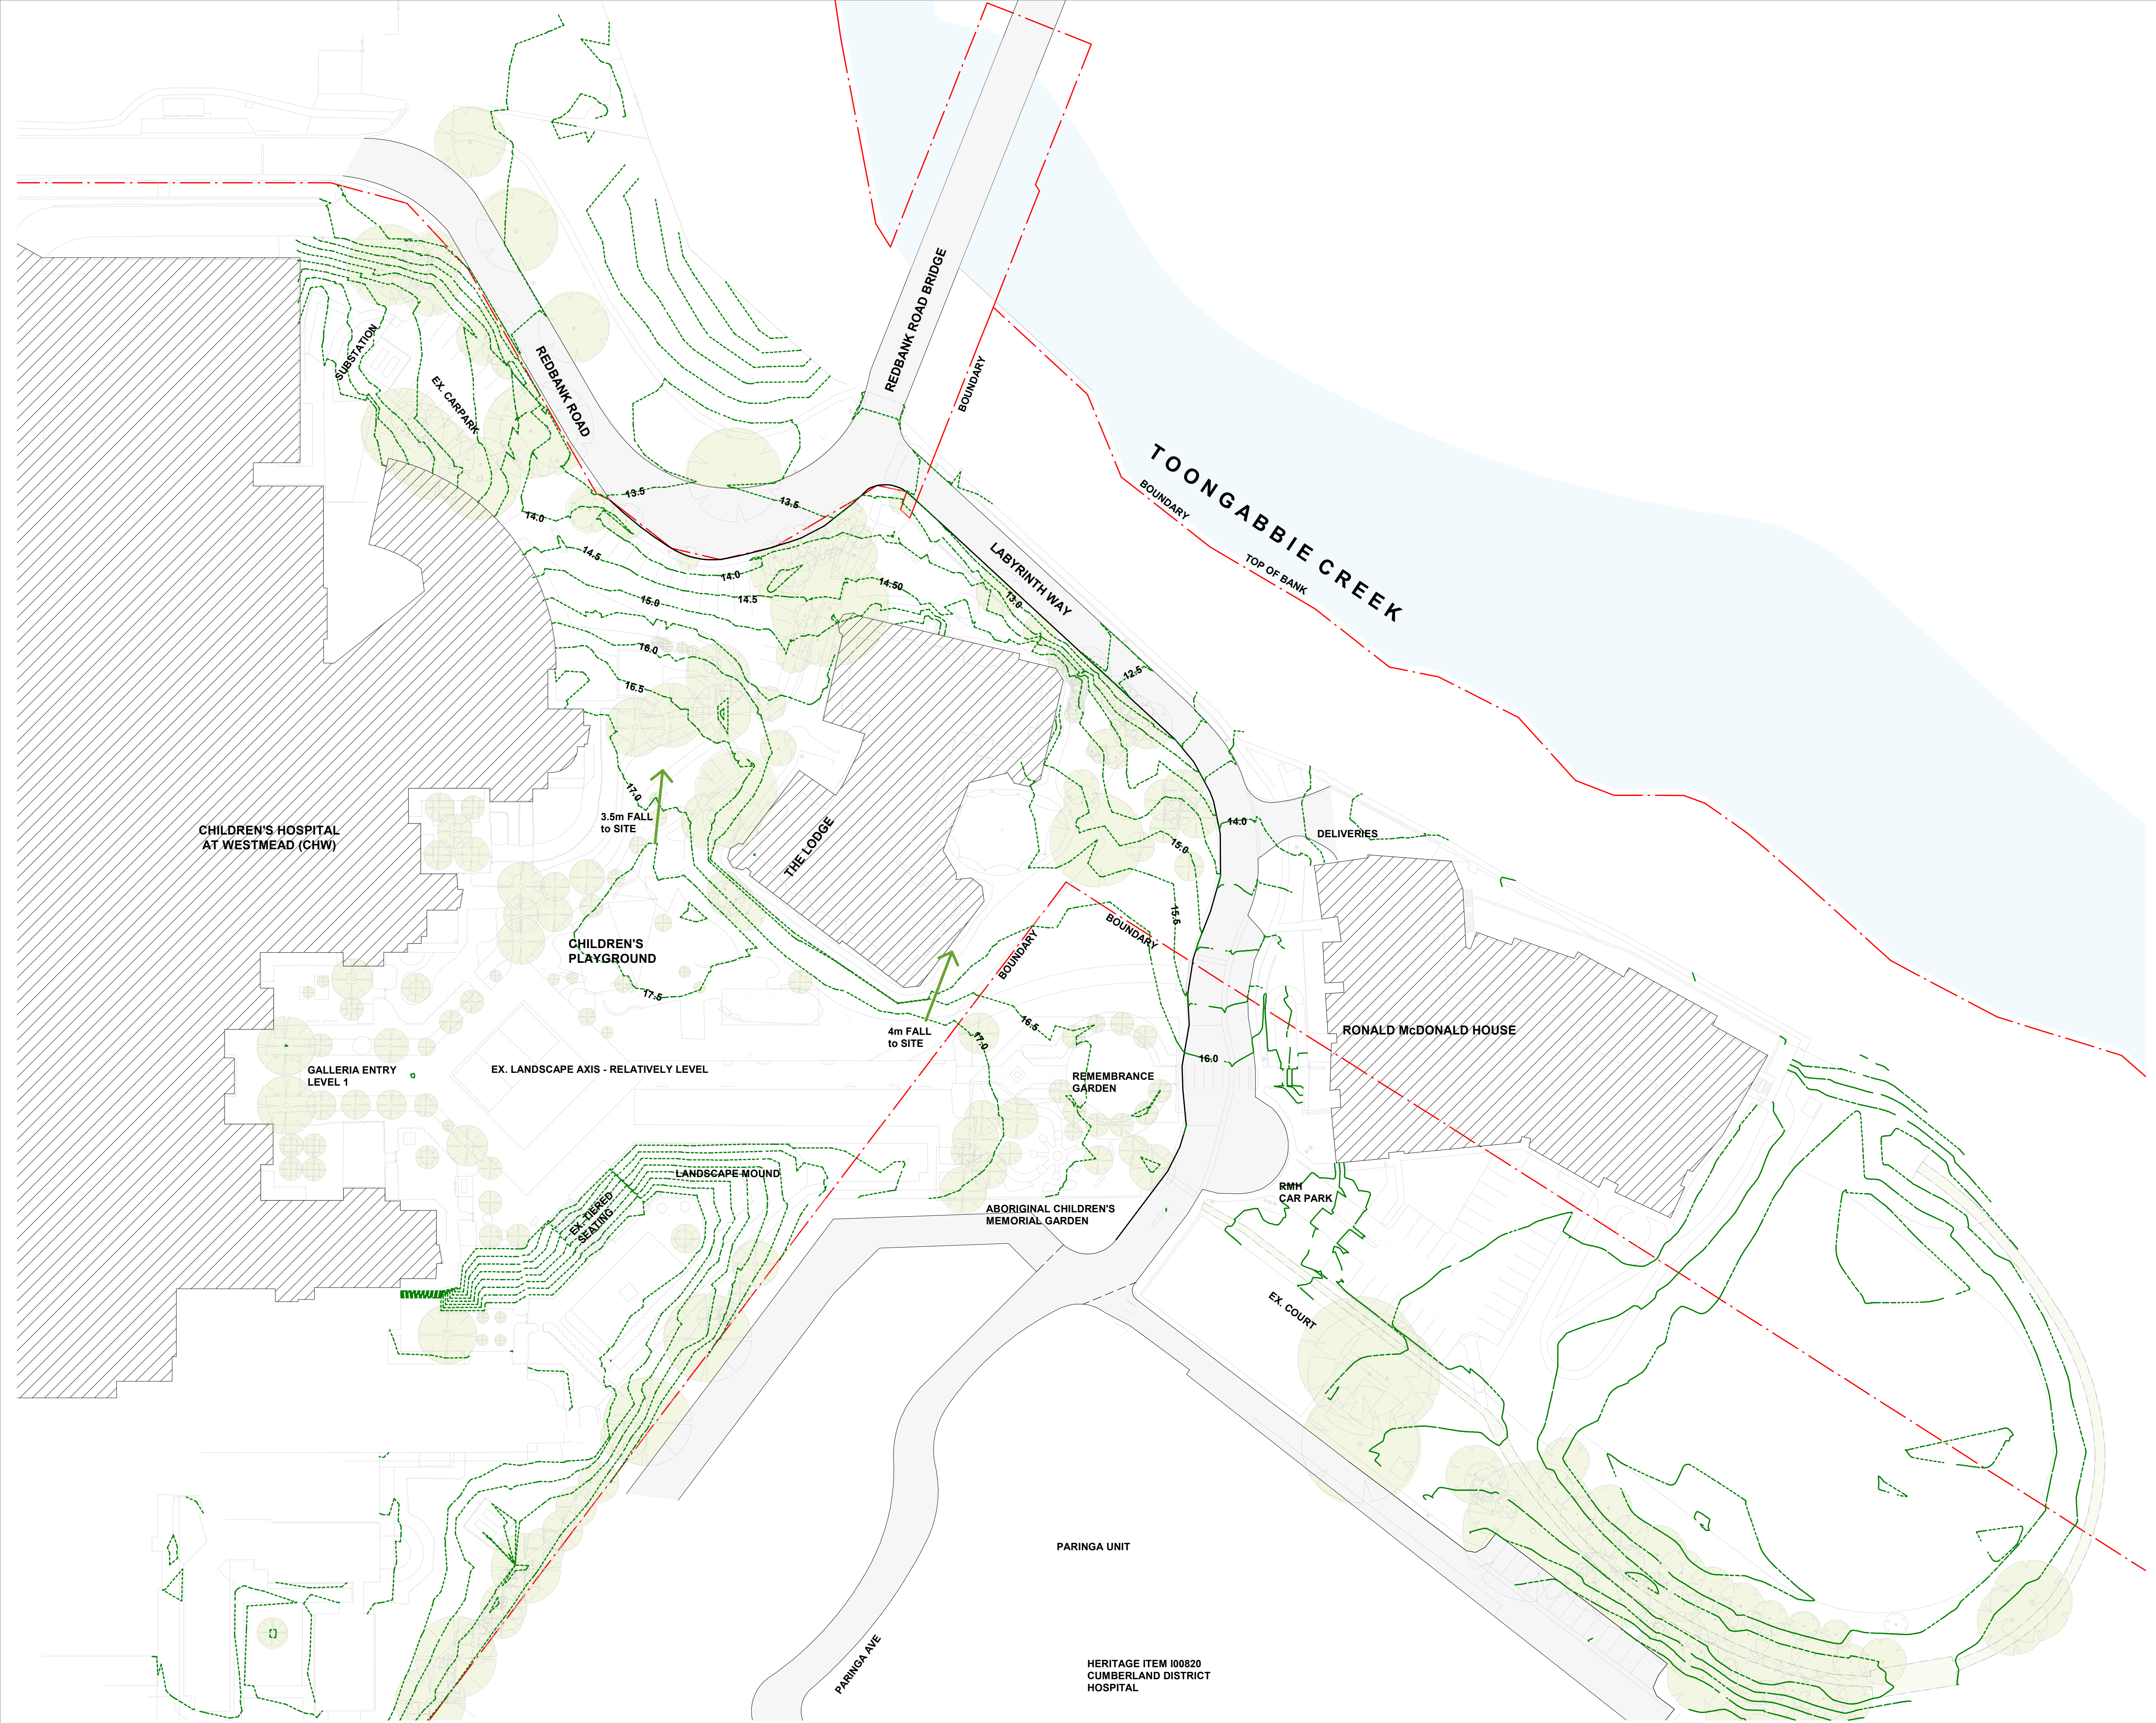 REDBANK ROAD BRIDGE
BOUNDARY
SUBSTATION
EX. CARPARK
REDBANK ROAD
13.5
13.5
14.0
14.5
14.0
14.50
15.0
14.5
16.0
16.5
LABYRINTH WAY
13.0
12.5
TOONGABBIE CREEK
BOUNDARY
TOP OF BANK
17.0
3.5m FALL
to SITE
THE LODGE
CHILDREN'S HOSPITAL
AT WESTMEAD (CHW)
14.0
15.0
DELIVERIES
15.5
BOUNDARY
BOUNDARY
CHILDREN'S
PLAYGROUND
17.5
4m FALL
to SITE
16.5
17.0
16.0
RONALD McDONALD HOUSE
GALLERIA ENTRY
LEVEL 1
EX. LANDSCAPE AXIS - RELATIVELY LEVEL
REMEMBRANCE
GARDEN
LANDSCAPE MOUND
EX. TIERED
SEATING
ABORIGINAL CHILDREN'S
MEMORIAL GARDEN
RMH
CAR PARK
EX. COURT
PARINGA UNIT
PARINGA AVE
HERITAGE ITEM I00820
CUMBERLAND DISTRICT
HOSPITAL